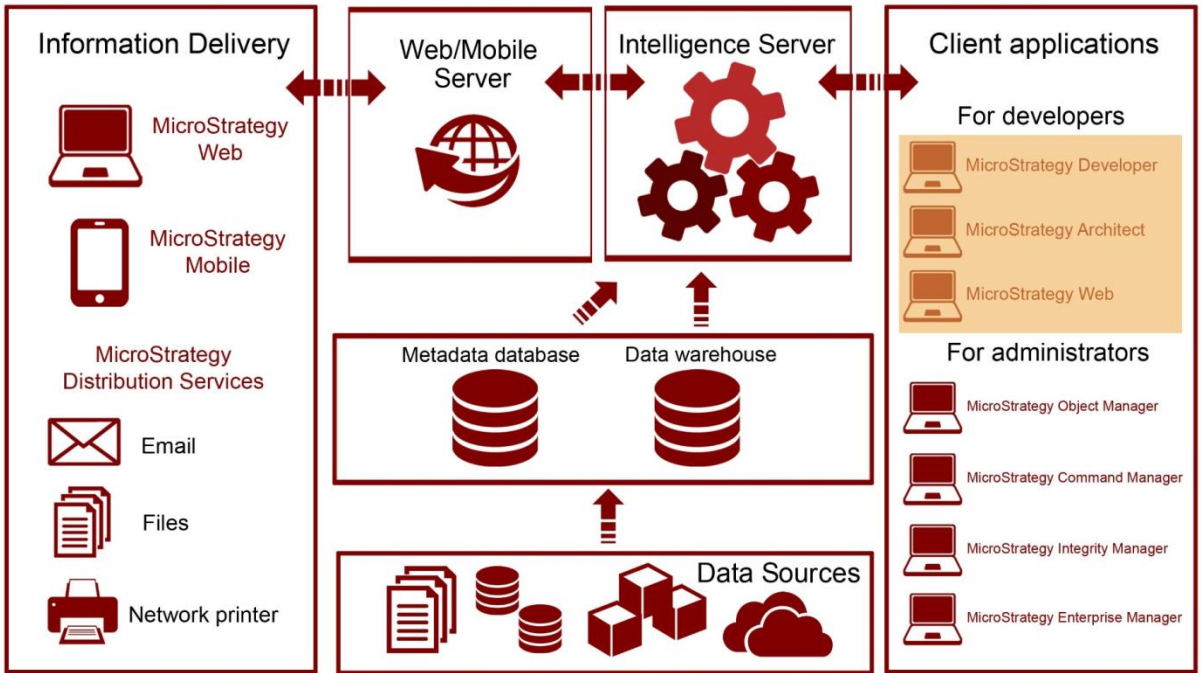 Information Delivery
MicroStrategy
Web
MicroStrategy
Mobile
MicroStrategy
Distribution Services
Email
Files
Network printer
Web/Mobile
Server
Intelligence Server
Metadata database
Data warehouse
Data Sources
Client applications
For developers
MicroStrategy Developer
MicroStrategy Architect
MicroStrategy Web
For administrators
MicroStrategy Object Manager
MicroStrategy Command Manager
MicroStrategy Integrity Manager
MicroStrategy Enterprise Manager